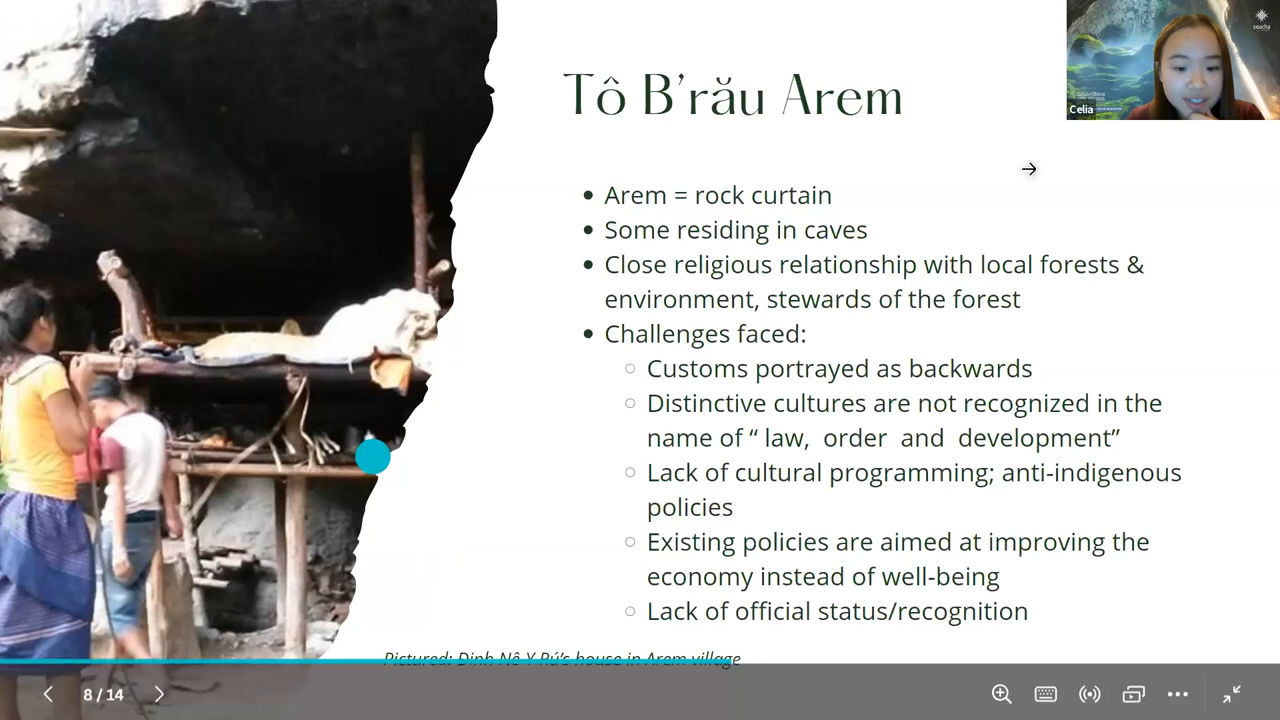 Tô B’rău Arem
Celia
Arem = rock curtain
Some residing in caves
Close religious relationship with local forests &
environment, stewards of the forest
Challenges faced:
Customs portrayed as backwards
Distinctive cultures are not recognized in the
name of “ law, order and development”
Lack of cultural programming; anti-indigenous
policies
Existing policies are aimed at improving the
economy instead of well-being
Lack of official status/recognition
Pictured: Dinh Nô Y Rú’s house in Arem village
8 / 14